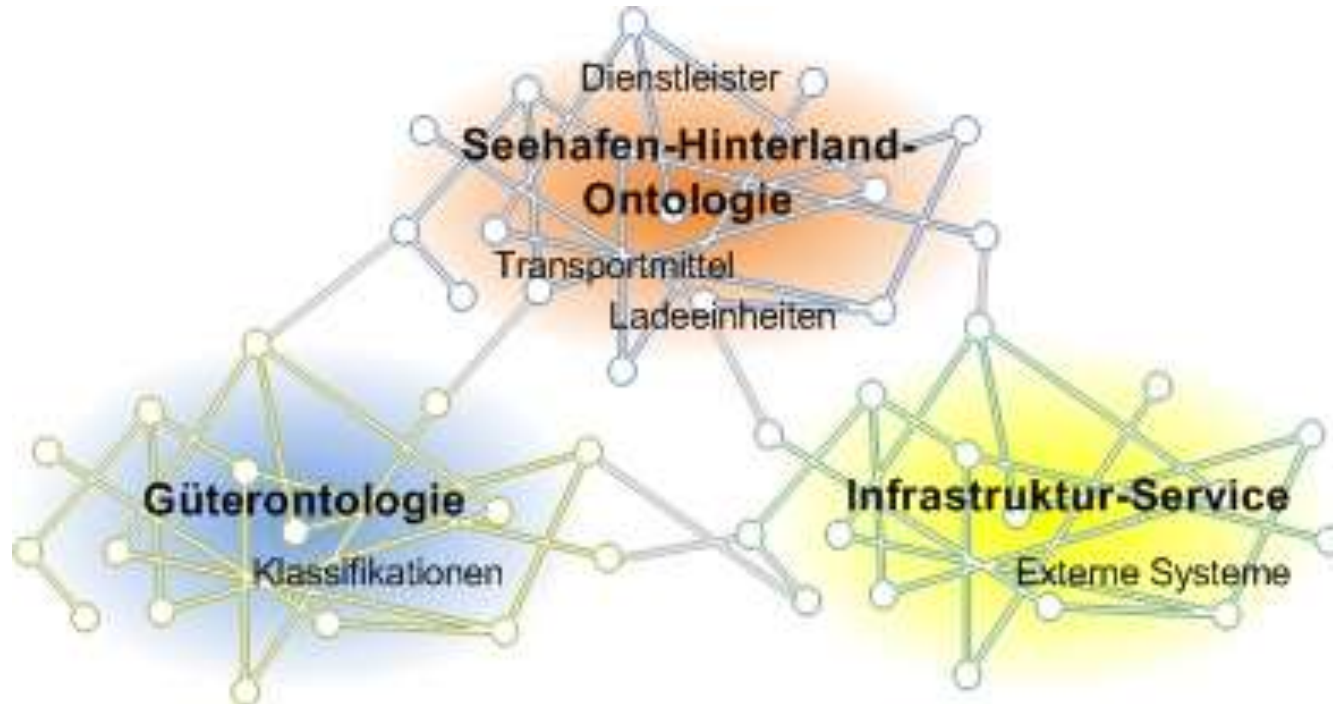 Dienstleister
Seehafen-Hinterland-
Ontologie
Transportmittel
Ladeeinheiten
Güterontologie
Klassifikationen
Infrastruktur-Service
Externe Systeme